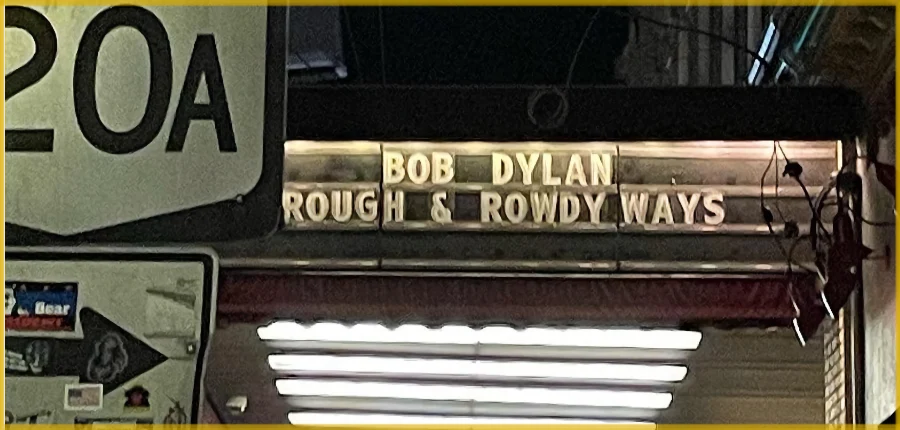 20A
BOB DYLAN
ROUGH & ROWDY WAYS
Bear